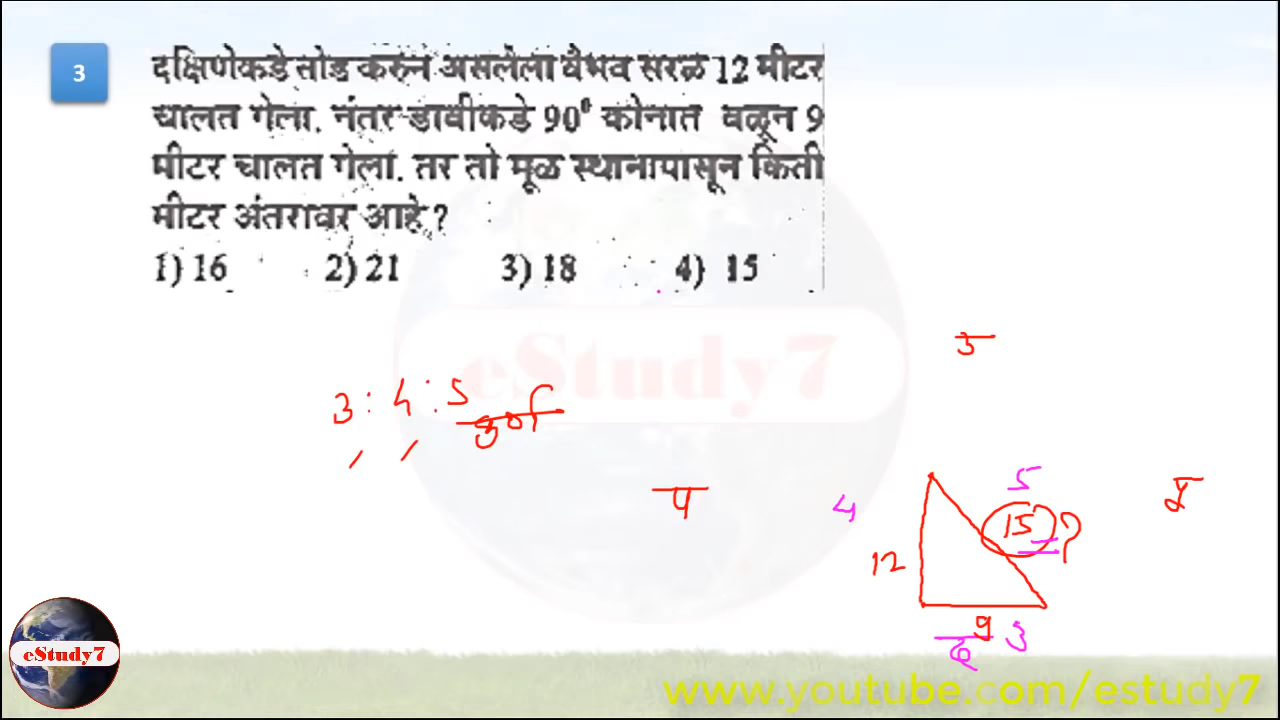 3
दक्षिणेकडे तोंड करुन असलेला वैभव सरळ 12 मीटर
चालत गेला. नंतर डावीकडे 90° कोनात वळून 9
मीटर चालत गेला. तर तो मूळ स्थानापासून किती
मीटर अंतरावर आहे ?
1) 16 2) 21 3) 18 4) 15
eStudy7
उ
3 : 4 : 5
प
4
5
15 ?
पू
12
9 3
द
eStudy7
www.youtube.com/estudy7